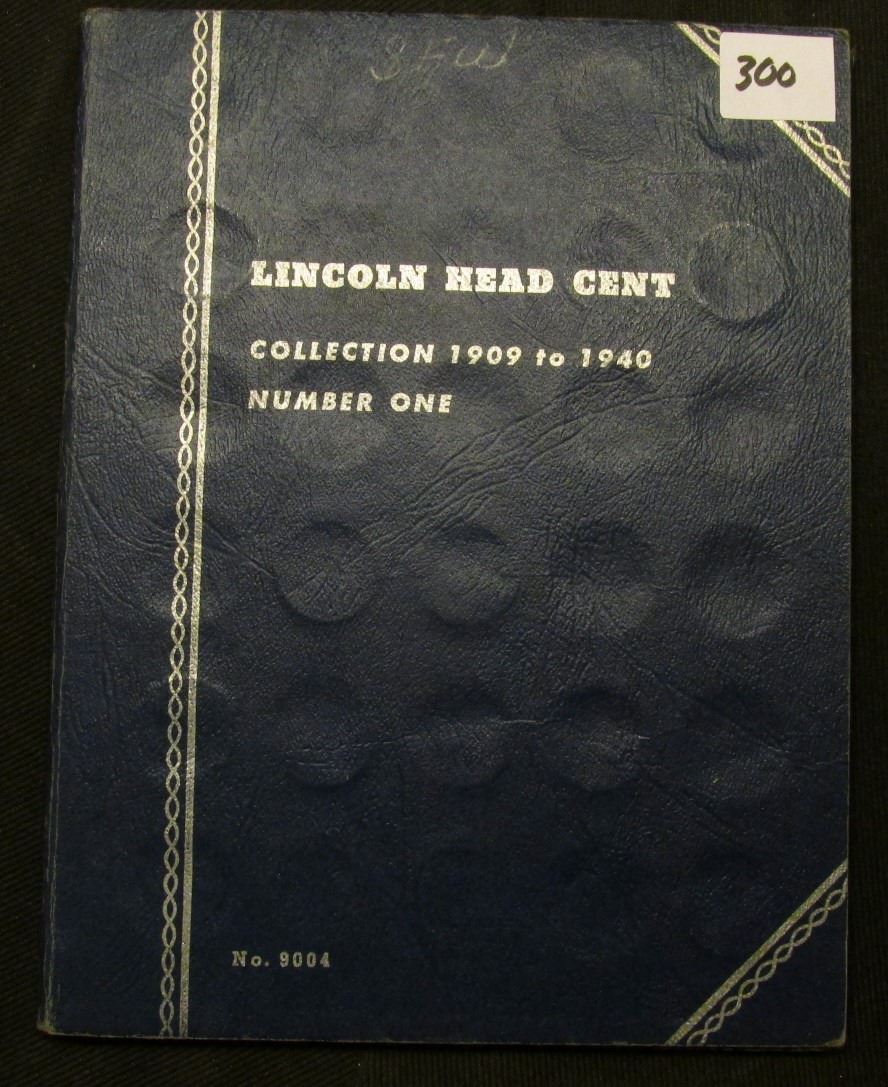 300
LINCOLN HEAD CENT
COLLECTION 1909 to 1940
NUMBER ONE
No. 9004